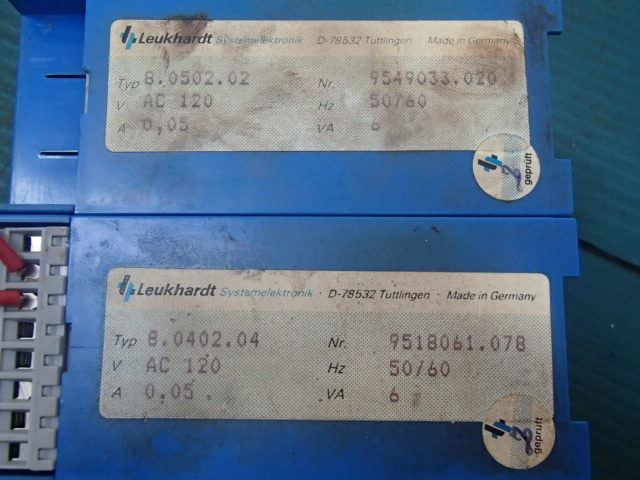 Leukhardt Systemelektronik · D-78532 Tuttlingen · Made in Germany
Typ 8.0502.02 Nr. 9549033.020
V AC 120 Hz 50/60
A 0,05 VA 6
geprüft
2
Leukhardt Systemelektronik · D-78532 Tuttlingen · Made in Germany
Typ 8.0402.04 Nr. 9518061.078
V AC 120 Hz 50/60
A 0,05 VA 6
geprüft
2